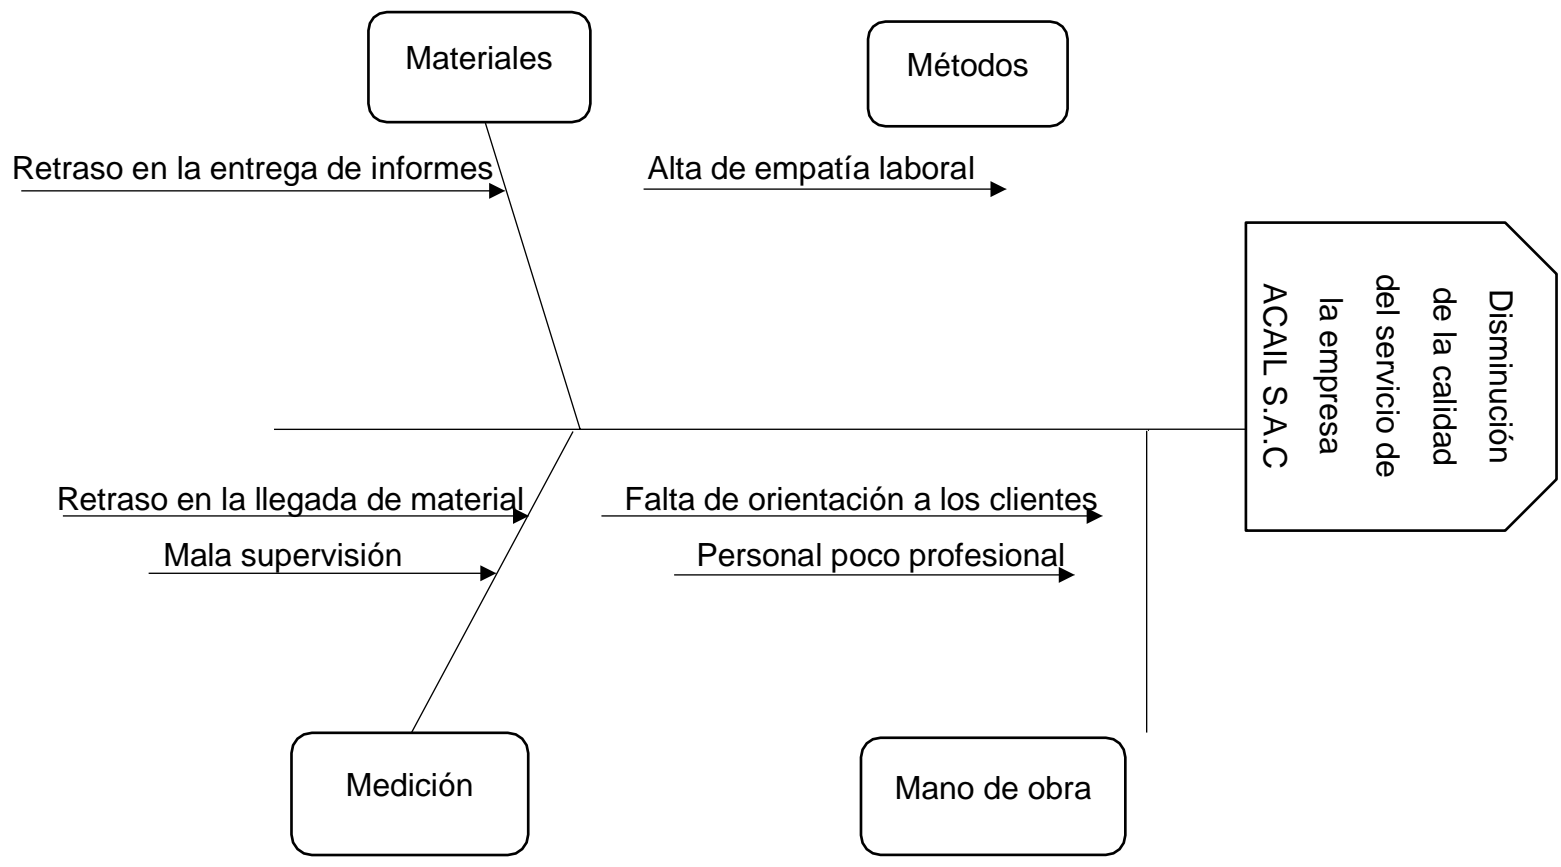 Materiales
Métodos
Retraso en la entrega de informes
Alta de empatía laboral
Disminución
de la calidad
del servicio de
la empresa
ACAIL S.A.C
Retraso en la llegada de material
Falta de orientación a los clientes
Mala supervisión
Personal poco profesional
Medición
Mano de obra